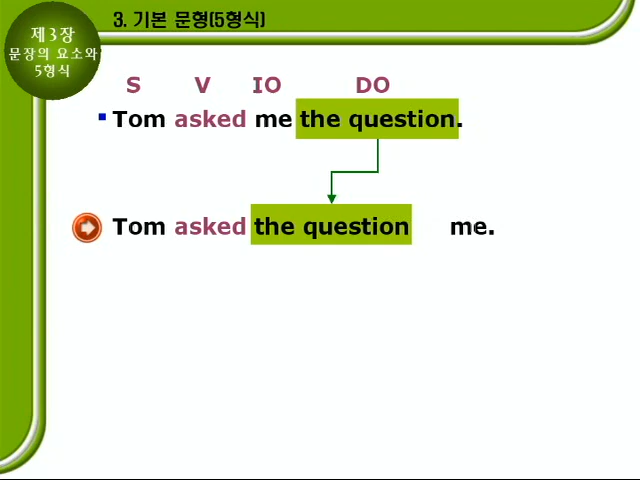 제3장
문장의 요소와
5형식
3. 기본 문형(5형식)
S V IO DO
Tom asked me the question.
Tom asked the question me.